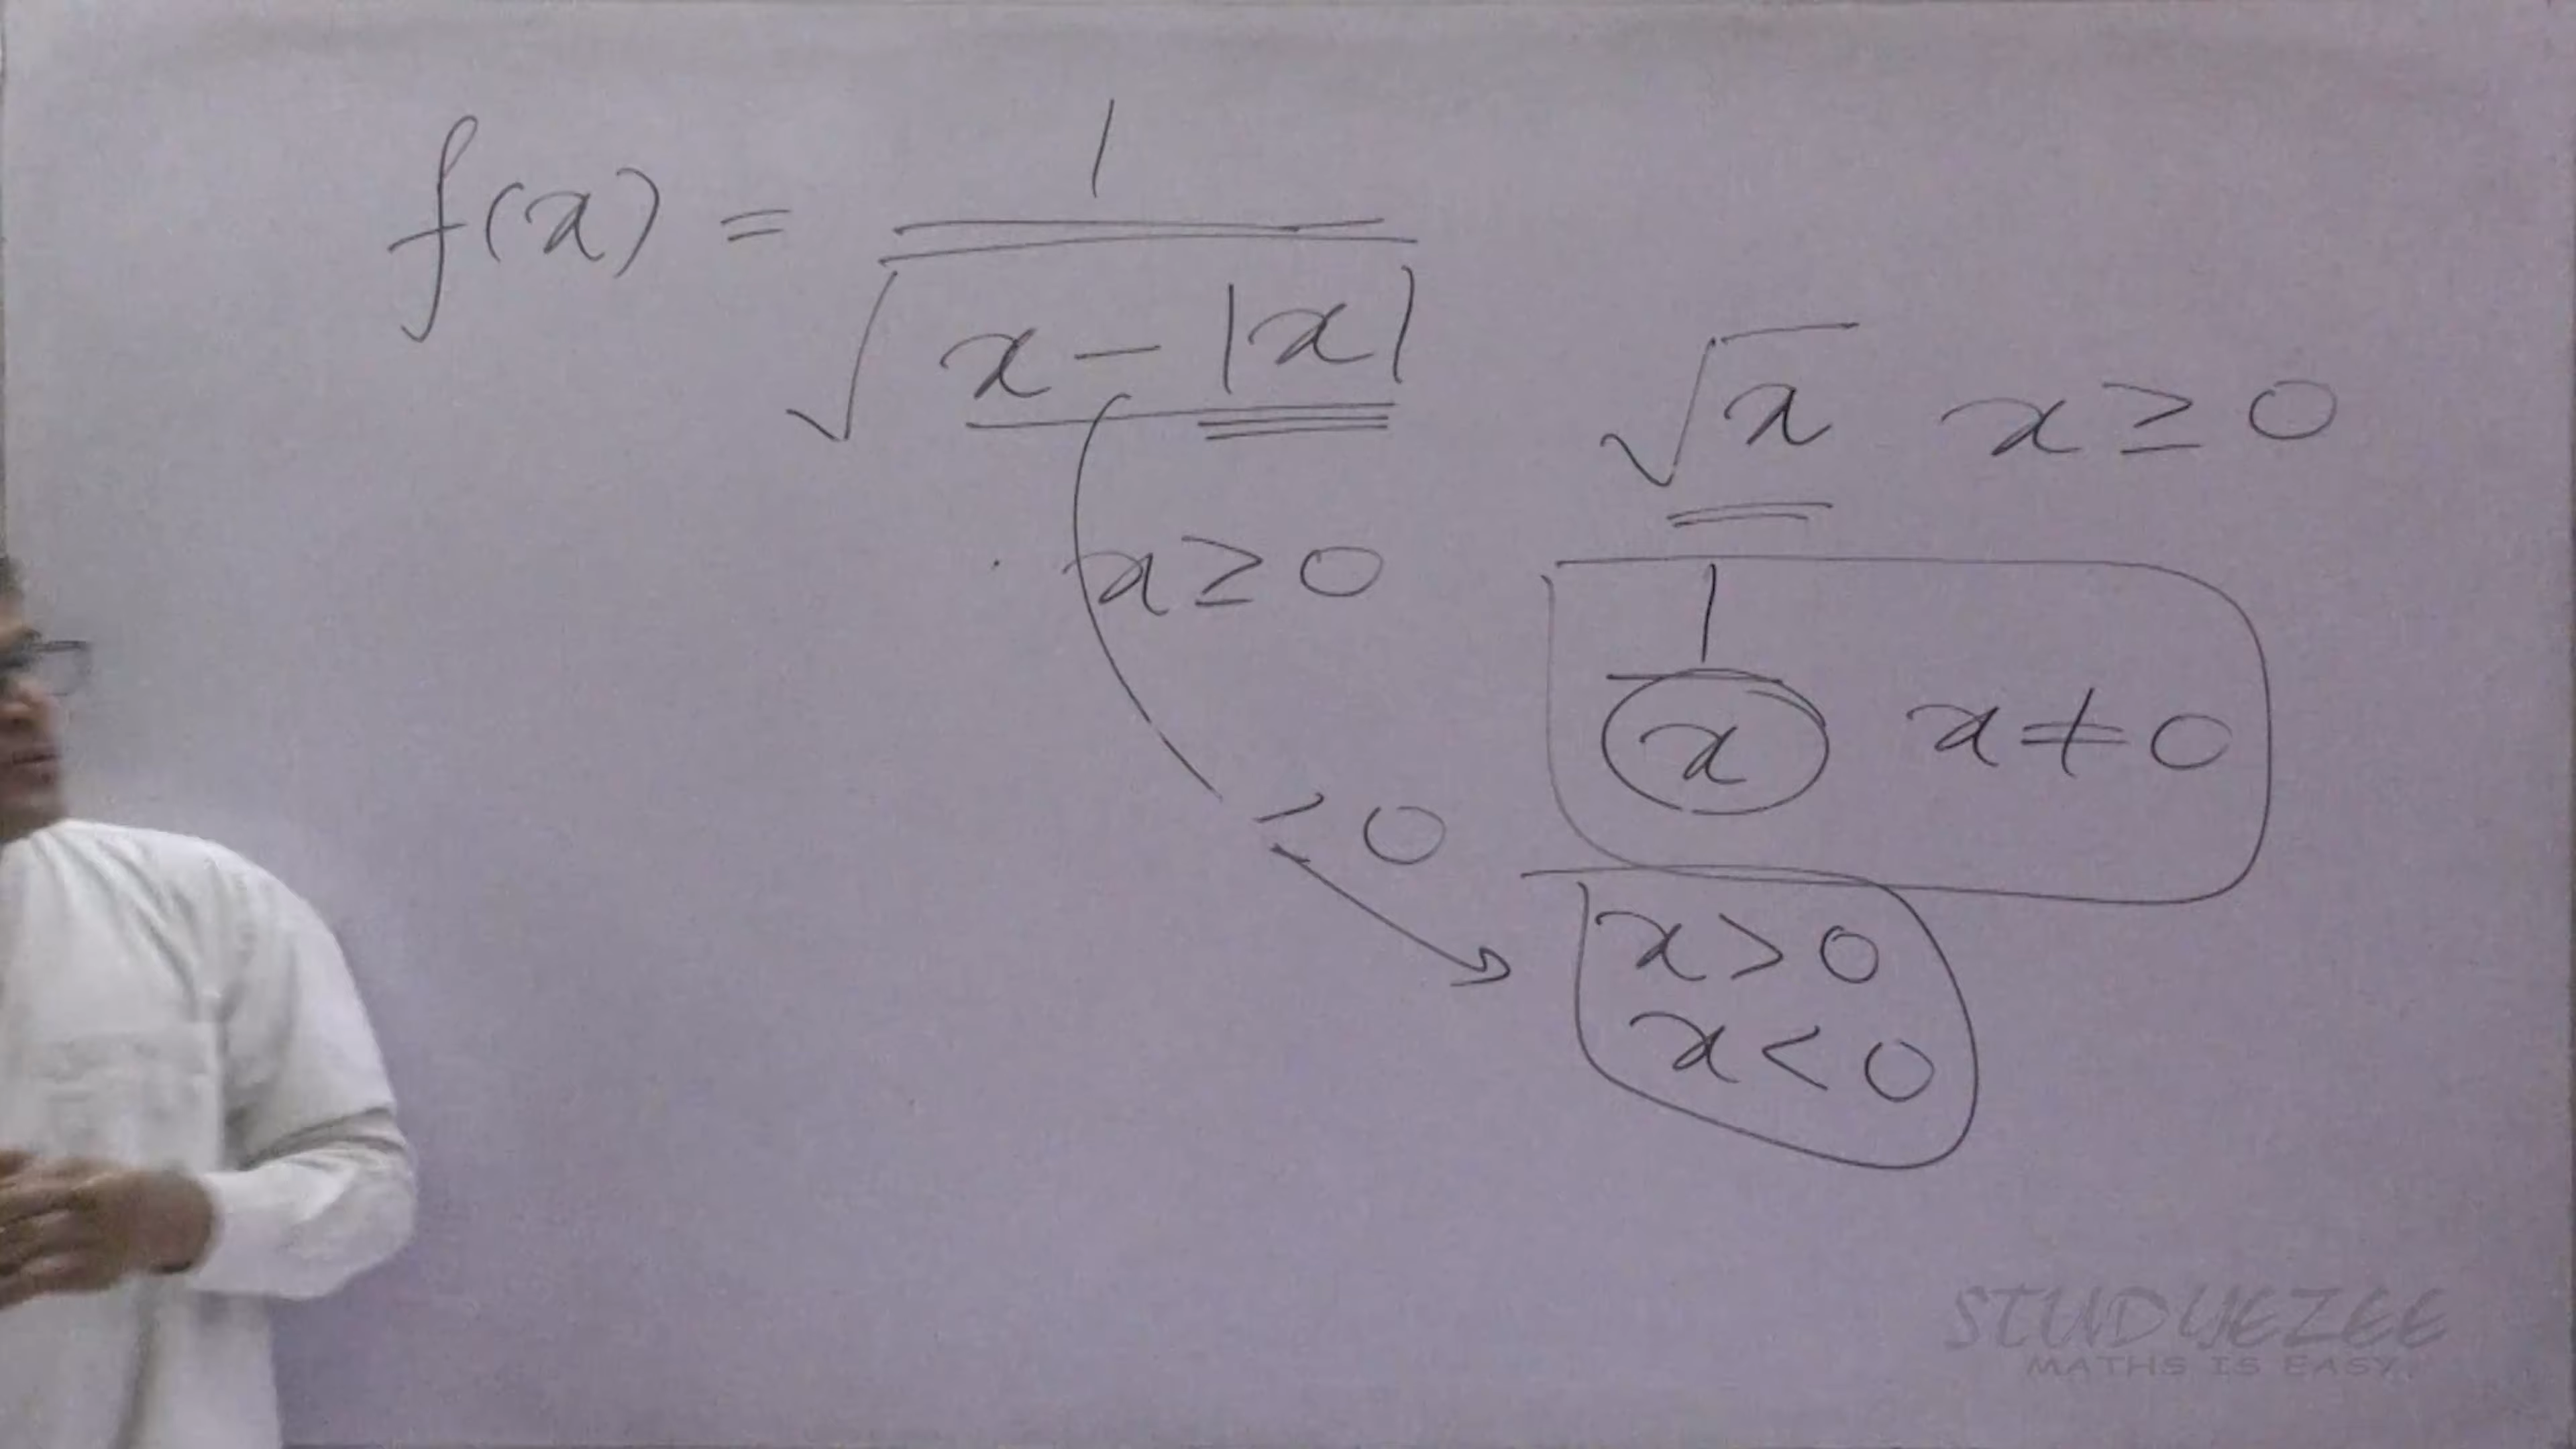 f(x) = 1 / √(x - |x|)
√x x ≥ 0
x ≥ 0
1 / x x ≠ 0
> 0
x > 0
x < 0
STUDYEZEE
MATHS IS EASY.